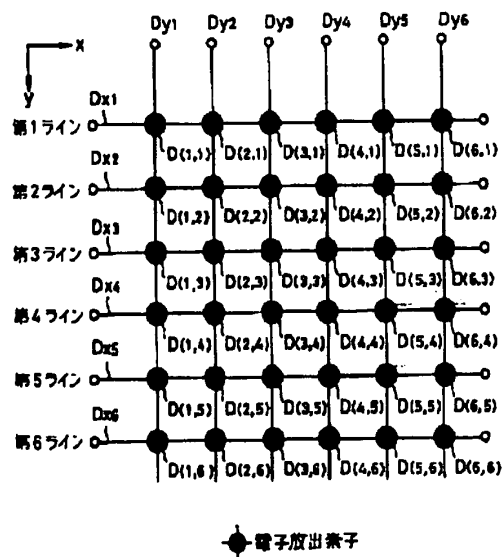 Dy1 Dy2 Dy3 Dy4 Dy5 Dy6
x
y
Dx1
第1ライン
D(1,1) D(2,1) D(3,1) D(4,1) D(5,1) D(6,1)
Dx2
第2ライン
D(1,2) D(2,2) D(3,2) D(4,2) D(5,2) D(6,2)
Dx3
第3ライン
D(1,3) D(2,3) D(3,3) D(4,3) D(5,3) D(6,3)
Dx4
第4ライン
D(1,4) D(2,4) D(3,4) D(4,4) D(5,4) D(6,4)
Dx5
第5ライン
D(1,5) D(2,5) D(3,5) D(4,5) D(5,5) D(6,5)
Dx6
第6ライン
D(1,6) D(2,6) D(3,6) D(4,6) D(5,6) D(6,6)
電子放出素子